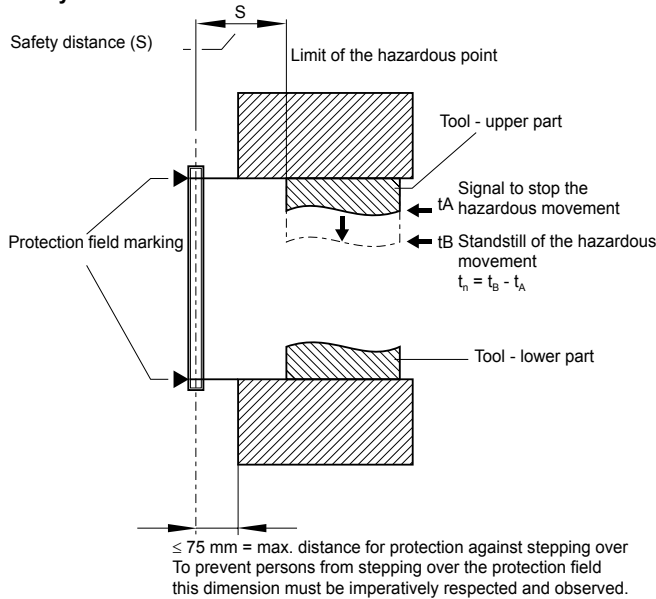 S
Safety distance (S)
Limit of the hazardous point
Tool - upper part
tA Signal to stop the
hazardous movement
Protection field marking
tB Standstill of the hazardous
movement
tₙ = t_B - t_A
Tool - lower part
≤ 75 mm = max. distance for protection against stepping over
To prevent persons from stepping over the protection field
this dimension must be imperatively respected and observed.